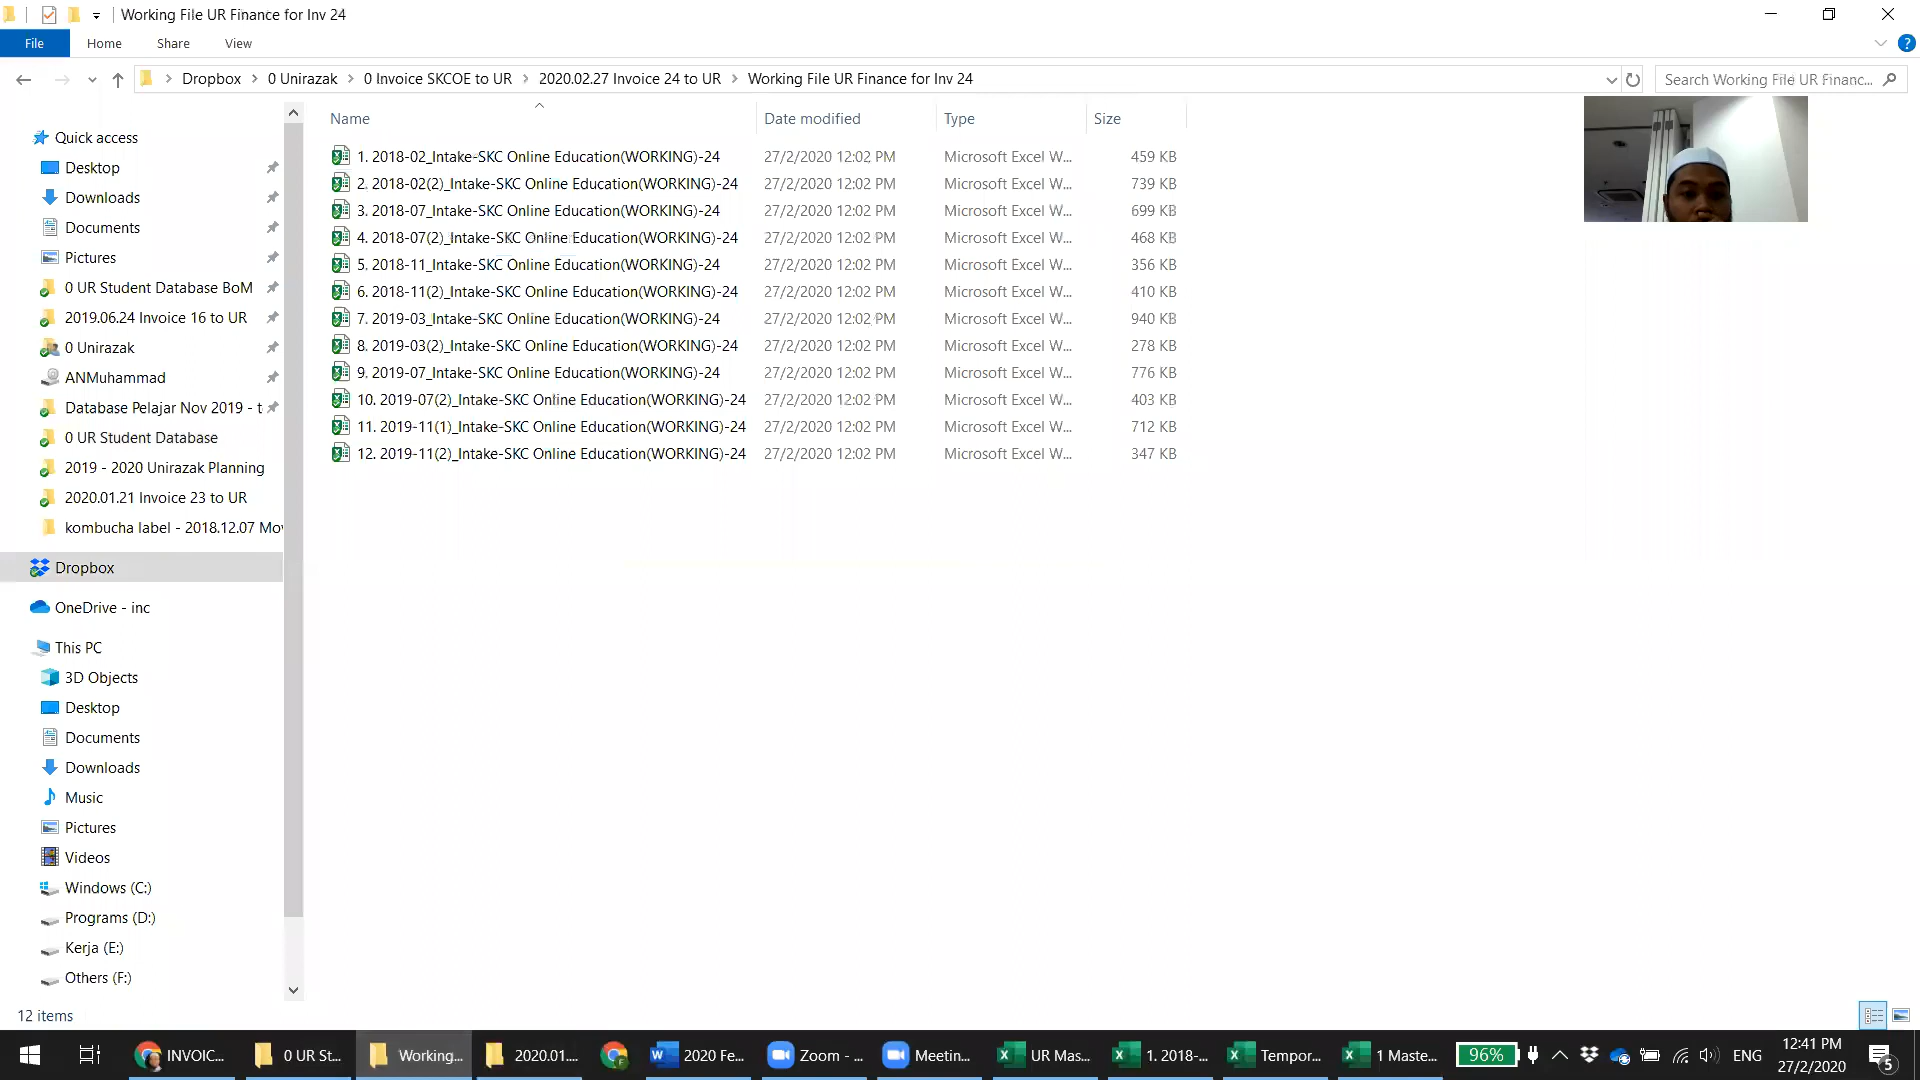 Working File UR Finance for Inv 24
File Home Share View
Dropbox 0 Unirazak 0 Invoice SKCOE to UR 2020.02.27 Invoice 24 to UR Working File UR Finance for Inv 24
Search Working File UR Financ...
Name Date modified Type Size
Quick access
Desktop
Downloads
Documents
Pictures
0 UR Student Database BoM
2019.06.24 Invoice 16 to UR
0 Unirazak
ANMuhammad
Database Pelajar Nov 2019 - t
0 UR Student Database
2019 - 2020 Unirazak Planning
2020.01.21 Invoice 23 to UR
kombucha label - 2018.12.07 Mov
Dropbox
OneDrive - inc
This PC
3D Objects
Desktop
Documents
Downloads
Music
Pictures
Videos
Windows (C:)
Programs (D:)
Kerja (E:)
Others (F:)
1. 2018-02_Intake-SKC Online Education(WORKING)-24 27/2/2020 12:02 PM Microsoft Excel W... 459 KB
2. 2018-02(2)_Intake-SKC Online Education(WORKING)-24 27/2/2020 12:02 PM Microsoft Excel W... 739 KB
3. 2018-07_Intake-SKC Online Education(WORKING)-24 27/2/2020 12:02 PM Microsoft Excel W... 699 KB
4. 2018-07(2)_Intake-SKC Online Education(WORKING)-24 27/2/2020 12:02 PM Microsoft Excel W... 468 KB
5. 2018-11_Intake-SKC Online Education(WORKING)-24 27/2/2020 12:02 PM Microsoft Excel W... 356 KB
6. 2018-11(2)_Intake-SKC Online Education(WORKING)-24 27/2/2020 12:02 PM Microsoft Excel W... 410 KB
7. 2019-03_Intake-SKC Online Education(WORKING)-24 27/2/2020 12:02 PM Microsoft Excel W... 940 KB
8. 2019-03(2)_Intake-SKC Online Education(WORKING)-24 27/2/2020 12:02 PM Microsoft Excel W... 278 KB
9. 2019-07_Intake-SKC Online Education(WORKING)-24 27/2/2020 12:02 PM Microsoft Excel W... 776 KB
10. 2019-07(2)_Intake-SKC Online Education(WORKING)-24 27/2/2020 12:02 PM Microsoft Excel W... 403 KB
11. 2019-11(1)_Intake-SKC Online Education(WORKING)-24 27/2/2020 12:02 PM Microsoft Excel W... 712 KB
12. 2019-11(2)_Intake-SKC Online Education(WORKING)-24 27/2/2020 12:02 PM Microsoft Excel W... 347 KB
12 items
INVOIC... 0 UR St... Working... 2020.01.... 2020 Fe... Zoom - ... Meetin... UR Mas... 1. 2018-... Tempor... 1 Maste... 96% ENG 12:41 PM
27/2/2020
5